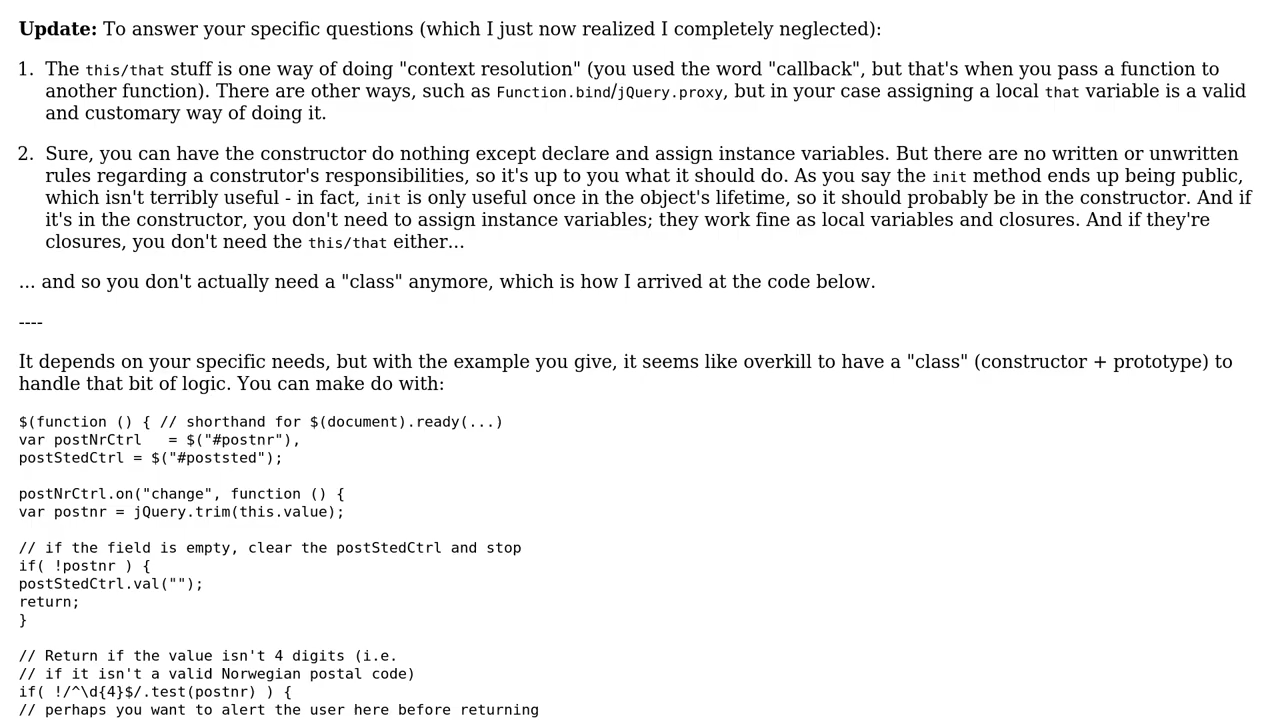 Update: To answer your specific questions (which I just now realized I completely neglected):
1. The this/that stuff is one way of doing "context resolution" (you used the word "callback", but that's when you pass a function to
another function). There are other ways, such as Function.bind/jQuery.proxy, but in your case assigning a local that variable is a valid
and customary way of doing it.
2. Sure, you can have the constructor do nothing except declare and assign instance variables. But there are no written or unwritten
rules regarding a construtor's responsibilities, so it's up to you what it should do. As you say the init method ends up being public,
which isn't terribly useful - in fact, init is only useful once in the object's lifetime, so it should probably be in the constructor. And if
it's in the constructor, you don't need to assign instance variables; they work fine as local variables and closures. And if they're
closures, you don't need the this/that either...
... and so you don't actually need a "class" anymore, which is how I arrived at the code below.
----
It depends on your specific needs, but with the example you give, it seems like overkill to have a "class" (constructor + prototype) to
handle that bit of logic. You can make do with:
$(function () { // shorthand for $(document).ready(...)
var postNrCtrl   = $("#postnr"),
postStedCtrl = $("#poststed");
postNrCtrl.on("change", function () {
var postnr = jQuery.trim(this.value);
// if the field is empty, clear the postStedCtrl and stop
if( !postnr ) {
postStedCtrl.val("");
return;
}
// Return if the value isn't 4 digits (i.e.
// if it isn't a valid Norwegian postal code)
if( !/^\d{4}$/.test(postnr) ) {
// perhaps you want to alert the user here before returning